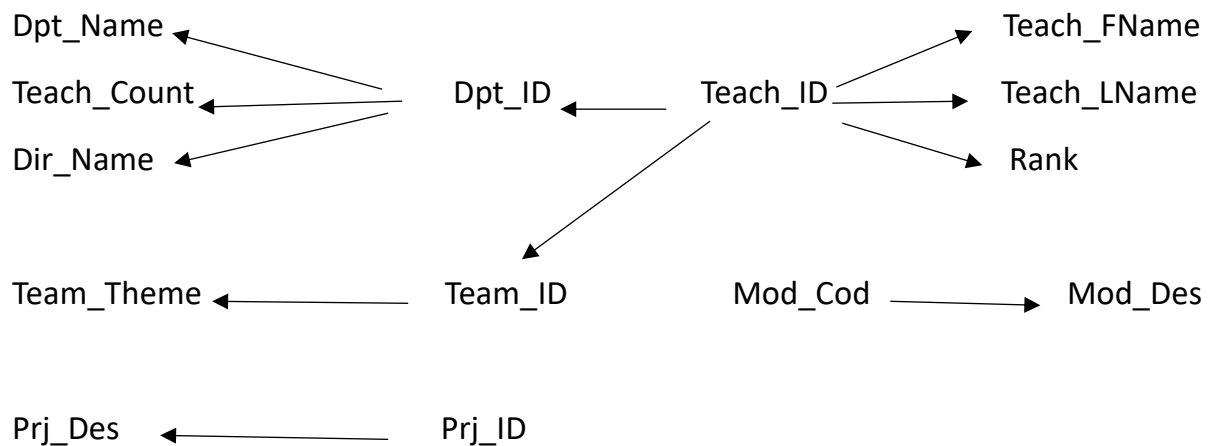 Dpt_Name Teach_FName
Teach_Count Dpt_ID Teach_ID Teach_LName
Dir_Name Rank
Team_Theme Team_ID Mod_Cod Mod_Des
Prj_Des Prj_ID